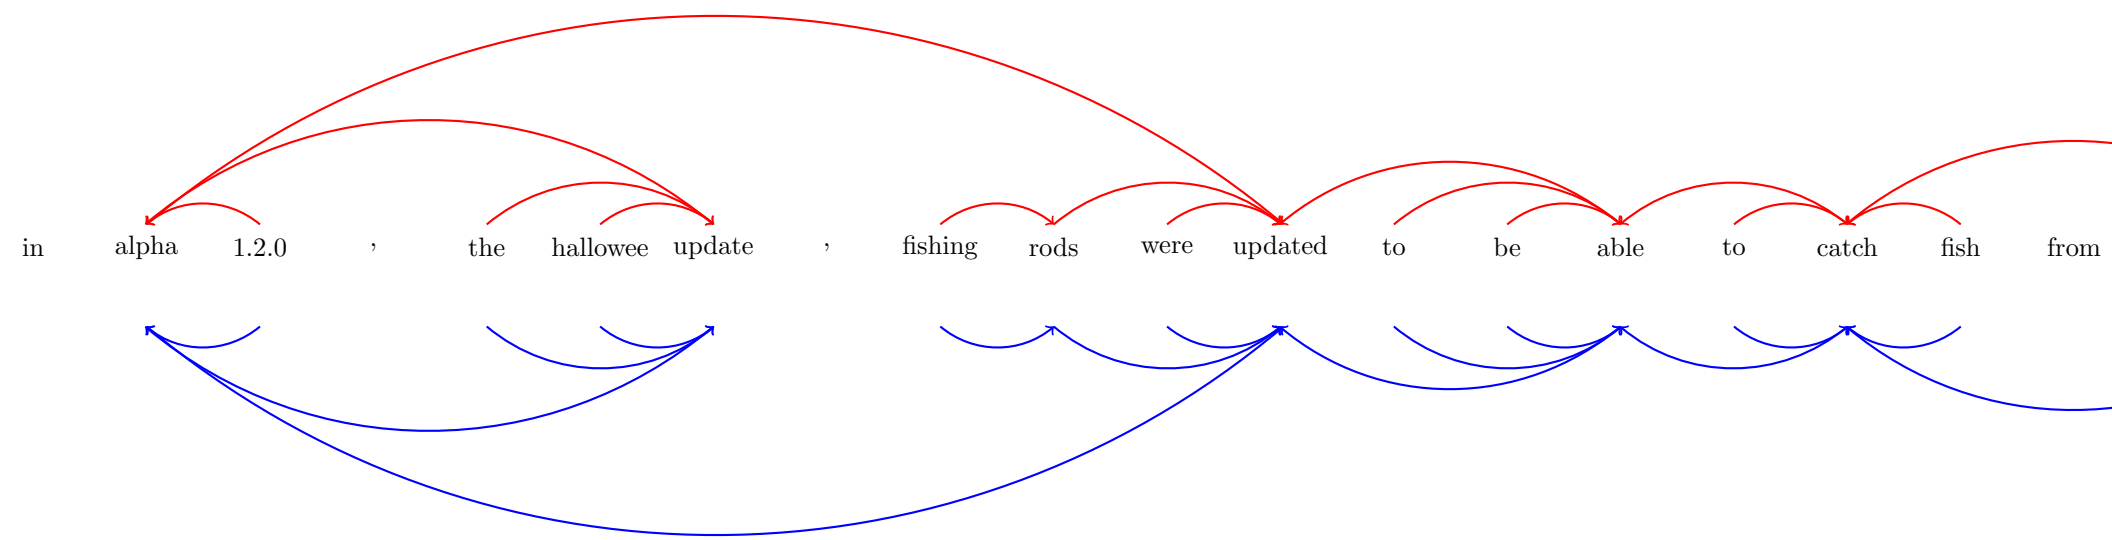 in alpha 1.2.0 , the hallowee update , fishing rods were updated to be able to catch fish from